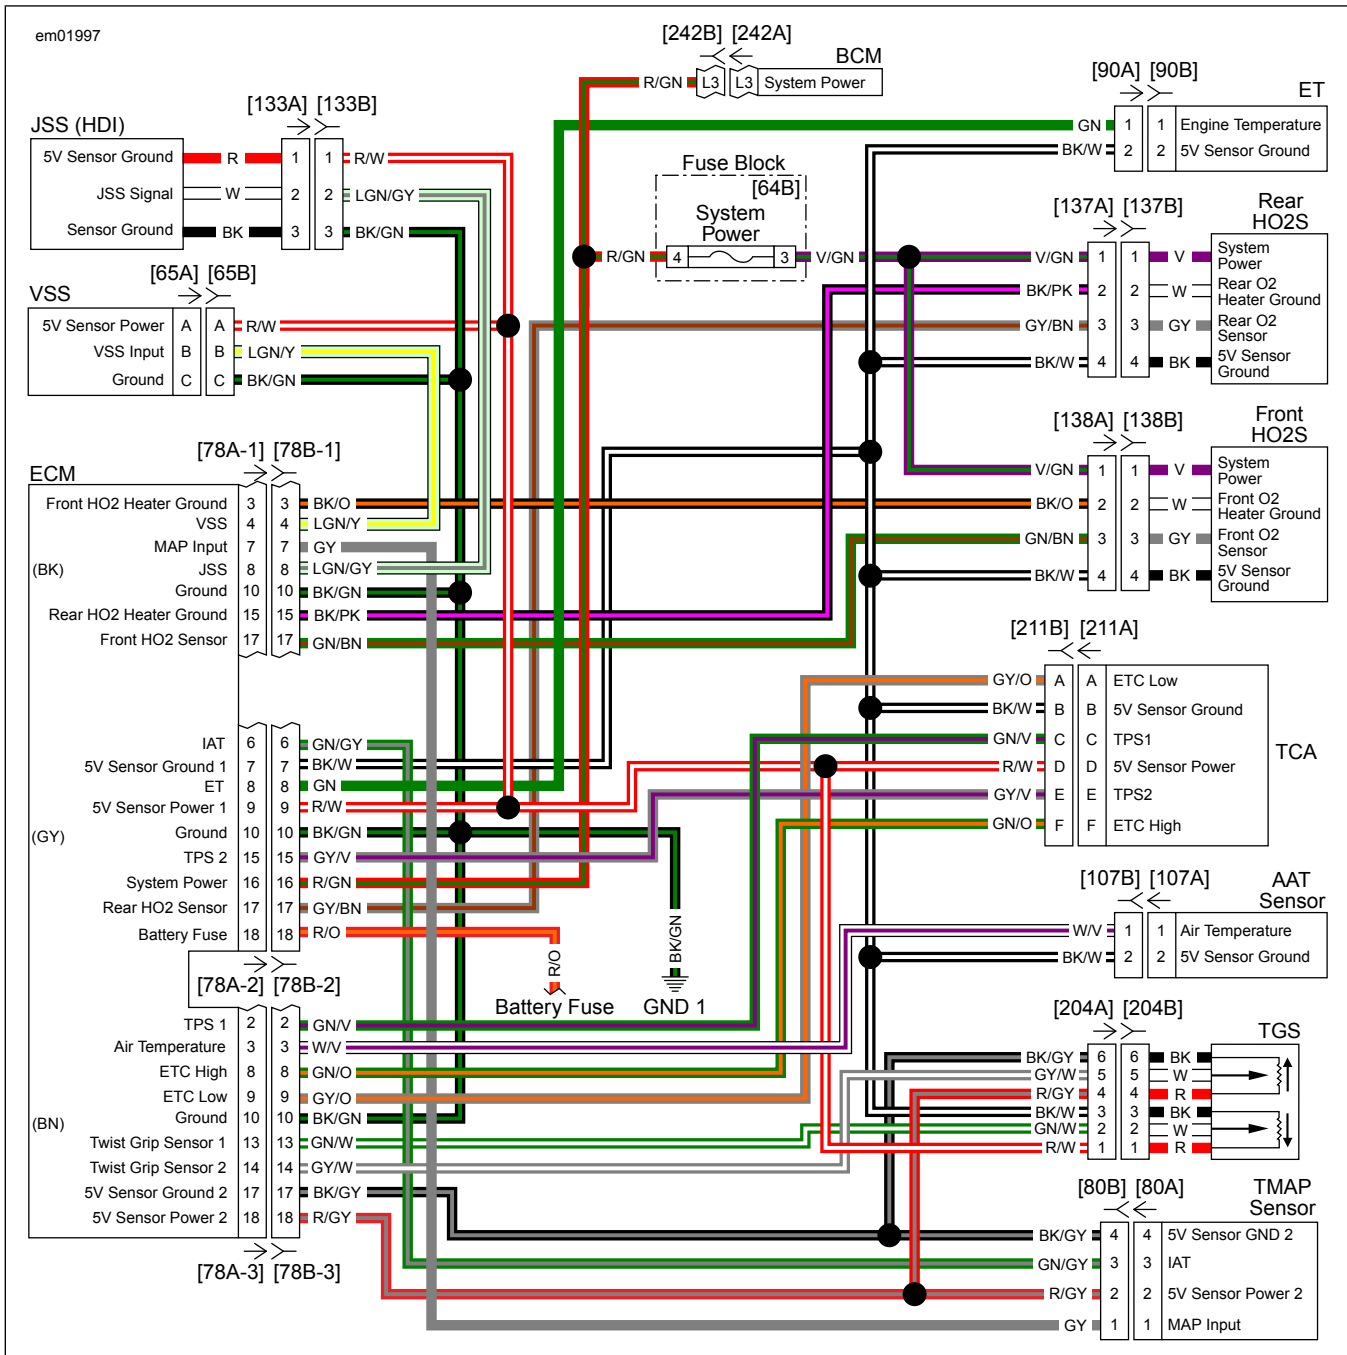 em01997
[242B] [242A]
BCM
R/GN L3 L3 System Power
[90A] [90B]
ET
GN 1 1 Engine Temperature
BK/W 2 2 5V Sensor Ground
[133A] [133B]
JSS (HDI)
5V Sensor Ground R 1 1 R/W
JSS Signal W 2 2 LGN/GY
Sensor Ground BK 3 3 BK/GN
Fuse Block
[64B]
System
Power
R/GN 4 3 V/GN
[137A] [137B]
Rear
HO2S
V/GN 1 1 V System
Power
BK/PK 2 2 W Rear O2
Heater Ground
GY/BN 3 3 GY Rear O2
Sensor
BK/W 4 4 BK 5V Sensor
Ground
[65A] [65B]
VSS
5V Sensor Power A A R/W
VSS Input B B LGN/Y
Ground C C BK/GN
[138A] [138B]
Front
HO2S
V/GN 1 1 V System
Power
BK/O 2 2 W Front O2
Heater Ground
GN/BN 3 3 GY Front O2
Sensor
BK/W 4 4 BK 5V Sensor
Ground
[78A-1] [78B-1]
ECM
Front HO2 Heater Ground 3 3 BK/O
VSS 4 4 LGN/Y
MAP Input 7 7 GY
(BK)
JSS 8 8 LGN/GY
Ground 10 10 BK/GN
Rear HO2 Heater Ground 15 15 BK/PK
Front HO2 Sensor 17 17 GN/BN
[211B] [211A]
TCA
GY/O A A ETC Low
BK/W B B 5V Sensor Ground
GN/V C C TPS1
R/W D D 5V Sensor Power
GY/V E E TPS2
GN/O F F ETC High
IAT 6 6 GN/GY
5V Sensor Ground 1 7 7 BK/W
ET 8 8 GN
5V Sensor Power 1 9 9 R/W
(GY)
Ground 10 10 BK/GN
TPS 2 15 15 GY/V
System Power 16 16 R/GN
Rear HO2 Sensor 17 17 GY/BN
Battery Fuse 18 18 R/O
R/O
BK/GN
Battery Fuse
GND 1
[78A-2] [78B-2]
[107B] [107A]
AAT
Sensor
W/V 1 1 Air Temperature
BK/W 2 2 5V Sensor Ground
TPS 1 2 2 GN/V
Air Temperature 3 3 W/V
ETC High 8 8 GN/O
ETC Low 9 9 GY/O
Ground 10 10 BK/GN
(BN)
Twist Grip Sensor 1 13 13 GN/W
Twist Grip Sensor 2 14 14 GY/W
5V Sensor Ground 2 17 17 BK/GY
5V Sensor Power 2 18 18 R/GY
[78A-3] [78B-3]
[204A] [204B]
TGS
BK/GY 6 6 BK
GY/W 5 5 W
R/GY 4 4 R
BK/W 3 3 BK
GN/W 2 2 W
R/W 1 1 R
[80B] [80A]
TMAP
Sensor
BK/GY 4 4 5V Sensor GND 2
GN/GY 3 3 IAT
R/GY 2 2 5V Sensor Power 2
GY 1 1 MAP Input